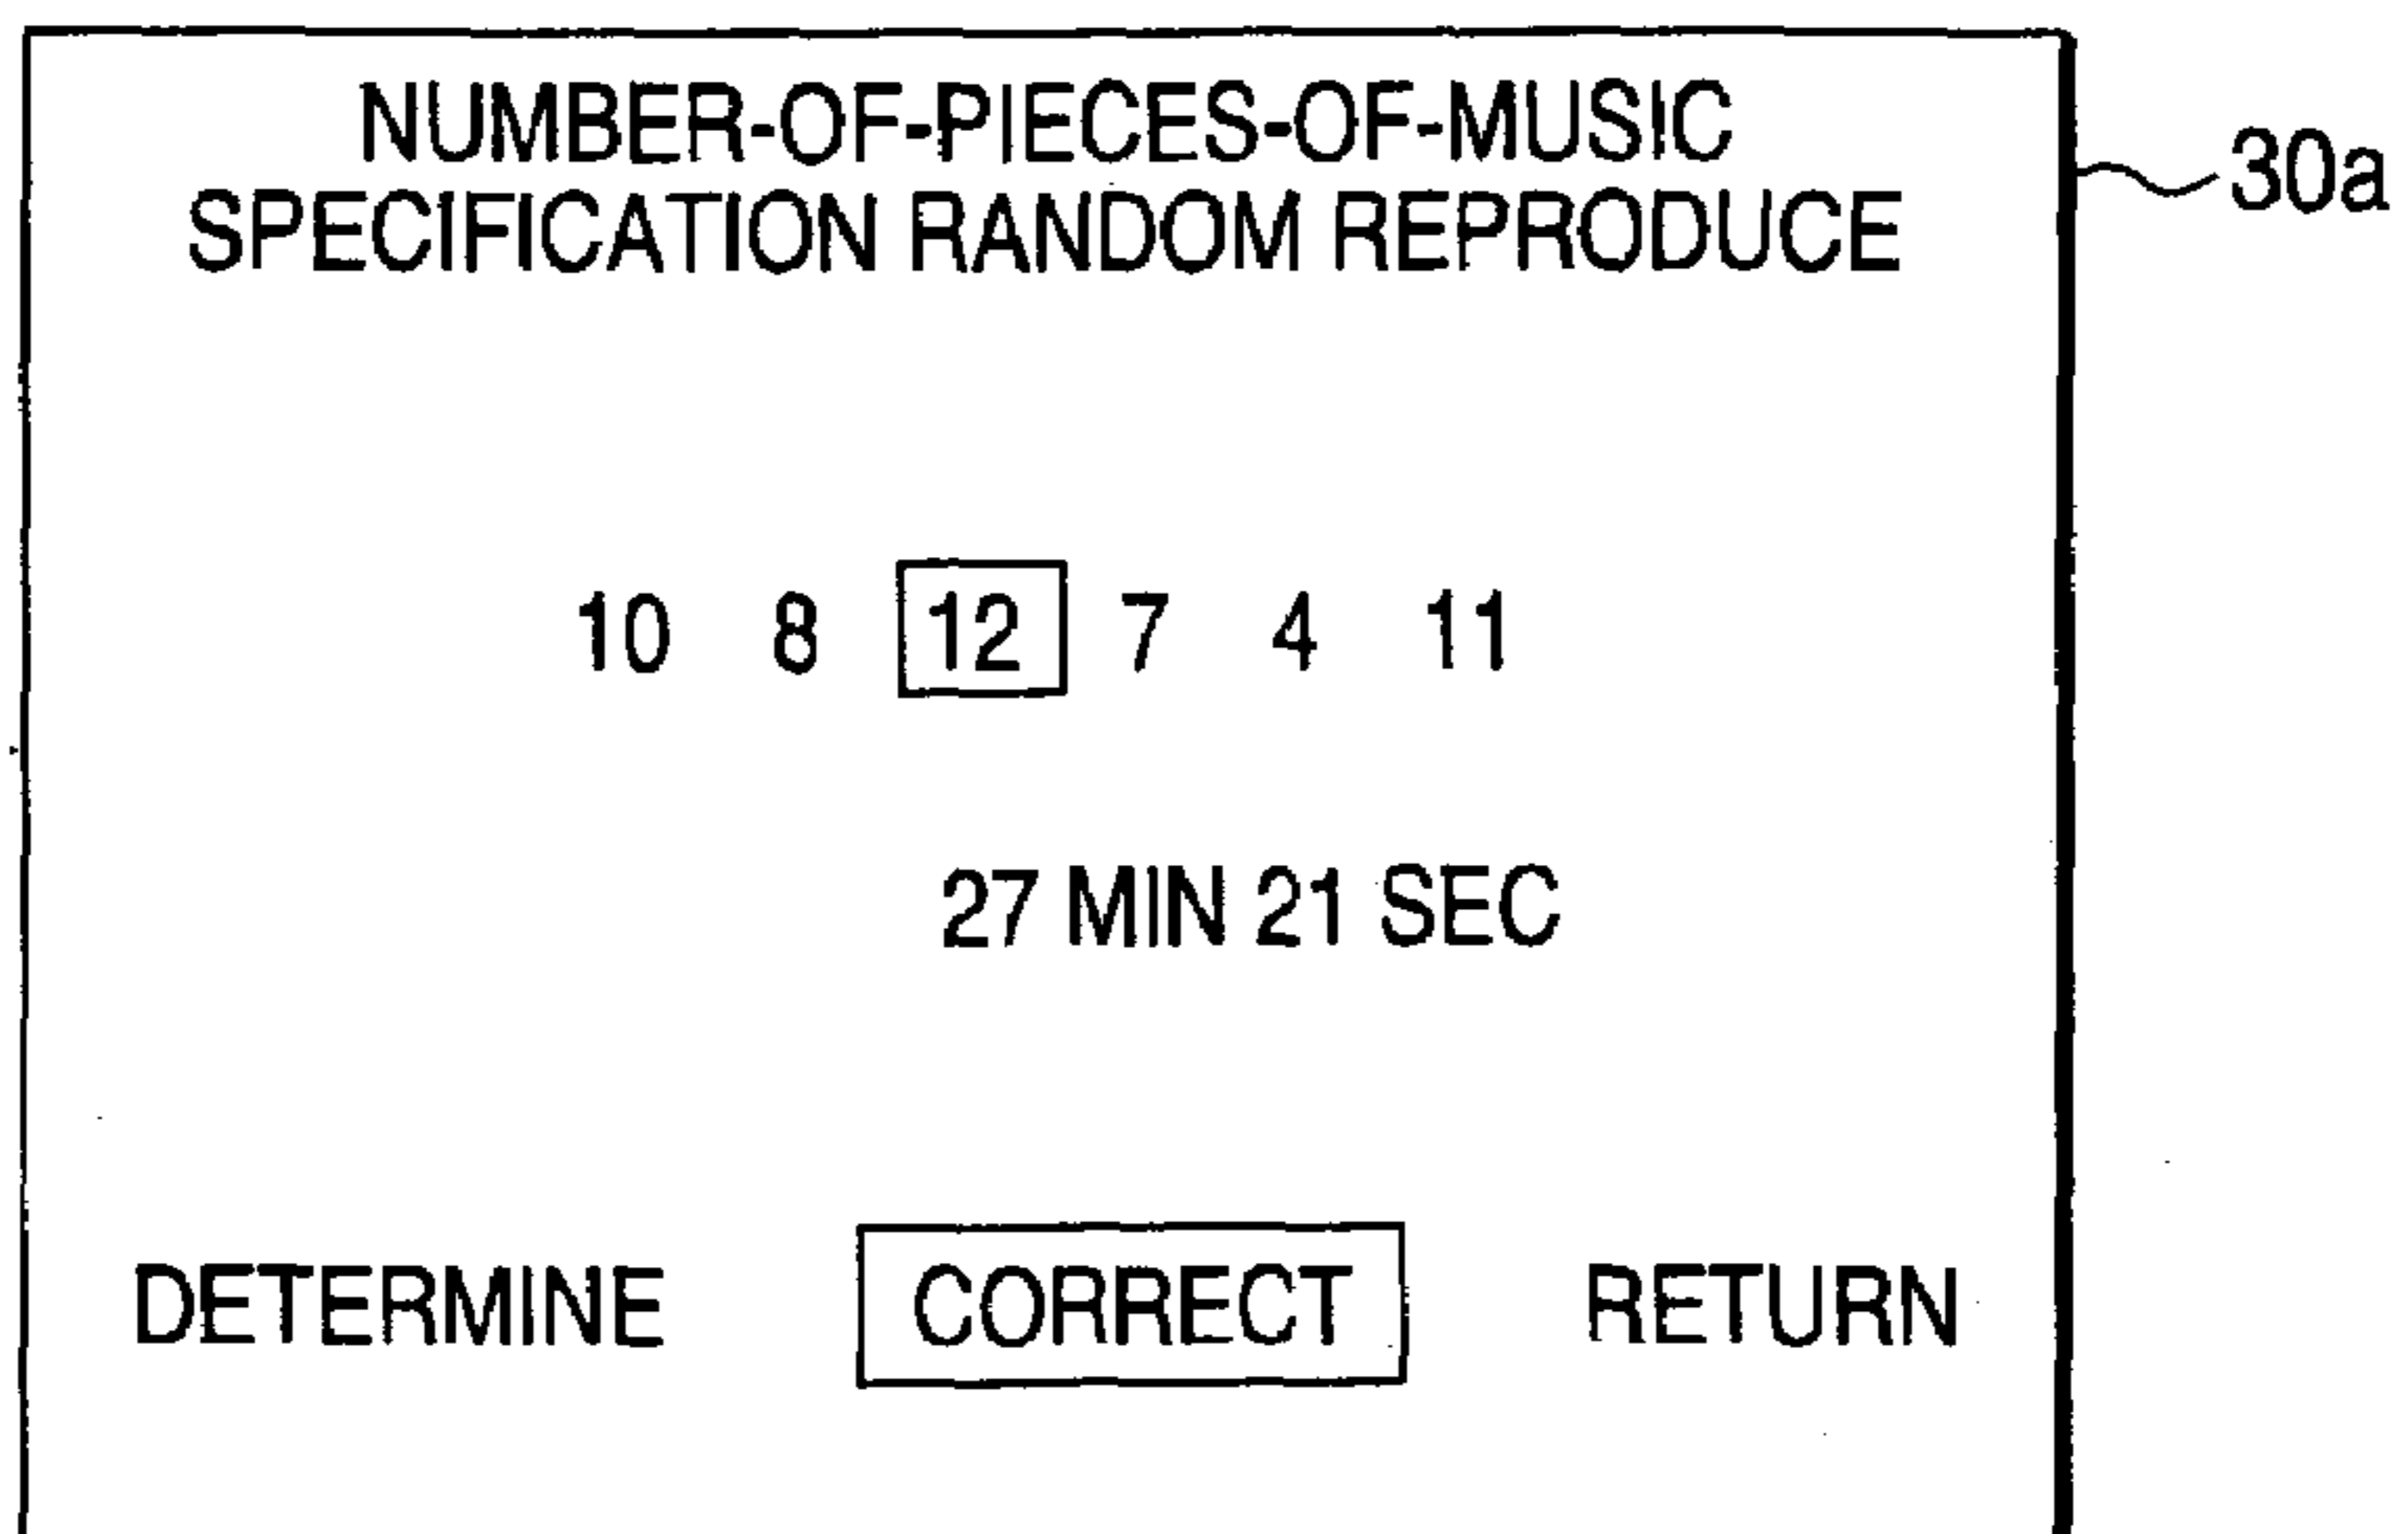 NUMBER-OF-PIECES-OF-MUSIC
SPECIFICATION RANDOM REPRODUCE
30a
10 8 12 7 4 11
27 MIN 21 SEC
DETERMINE CORRECT RETURN